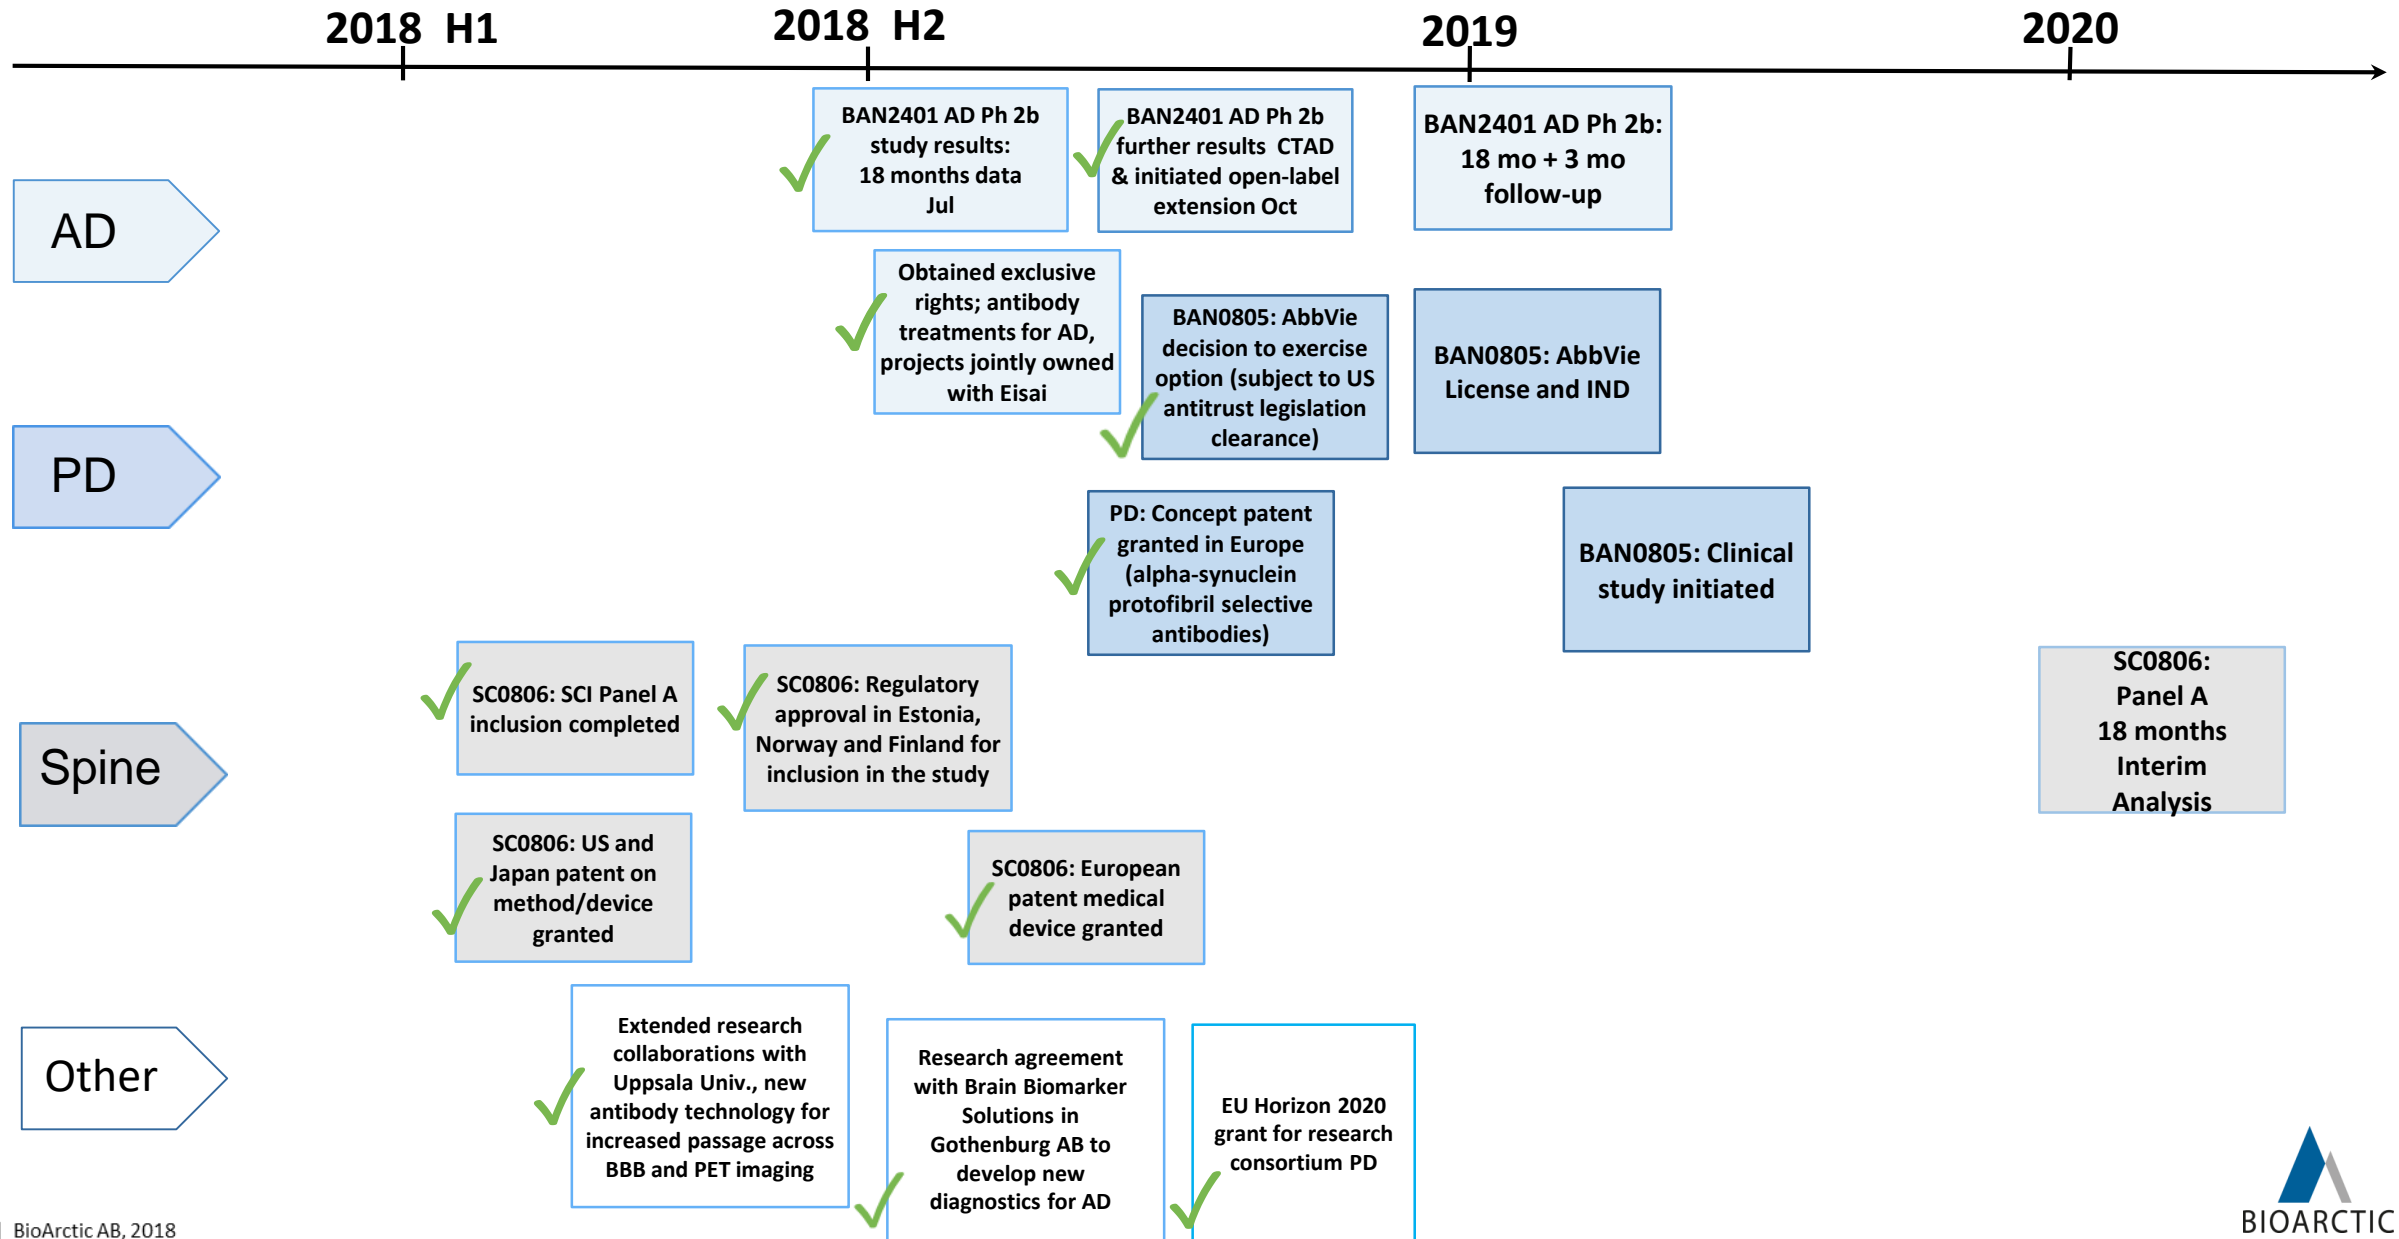 2018 H1
2018 H2
2019
2020
AD
BAN2401 AD Ph 2b
study results:
18 months data
Jul
BAN2401 AD Ph 2b
further results CTAD
& initiated open-label
extension Oct
BAN2401 AD Ph 2b:
18 mo + 3 mo
follow-up
Obtained exclusive
rights; antibody
treatments for AD,
projects jointly owned
with Eisai
PD
BAN0805: AbbVie
decision to exercise
option (subject to US
antitrust legislation
clearance)
BAN0805: AbbVie
License and IND
PD: Concept patent
granted in Europe
(alpha-synuclein
protofibril selective
antibodies)
BAN0805: Clinical
study initiated
Spine
SC0806: SCI Panel A
inclusion completed
SC0806: Regulatory
approval in Estonia,
Norway and Finland for
inclusion in the study
SC0806:
Panel A
18 months
Interim
Analysis
SC0806: US and
Japan patent on
method/device
granted
SC0806: European
patent medical
device granted
Other
Extended research
collaborations with
Uppsala Univ., new
antibody technology for
increased passage across
BBB and PET imaging
Research agreement
with Brain Biomarker
Solutions in
Gothenburg AB to
develop new
diagnostics for AD
EU Horizon 2020
grant for research
consortium PD
BioArctic AB, 2018
BIOARCTIC